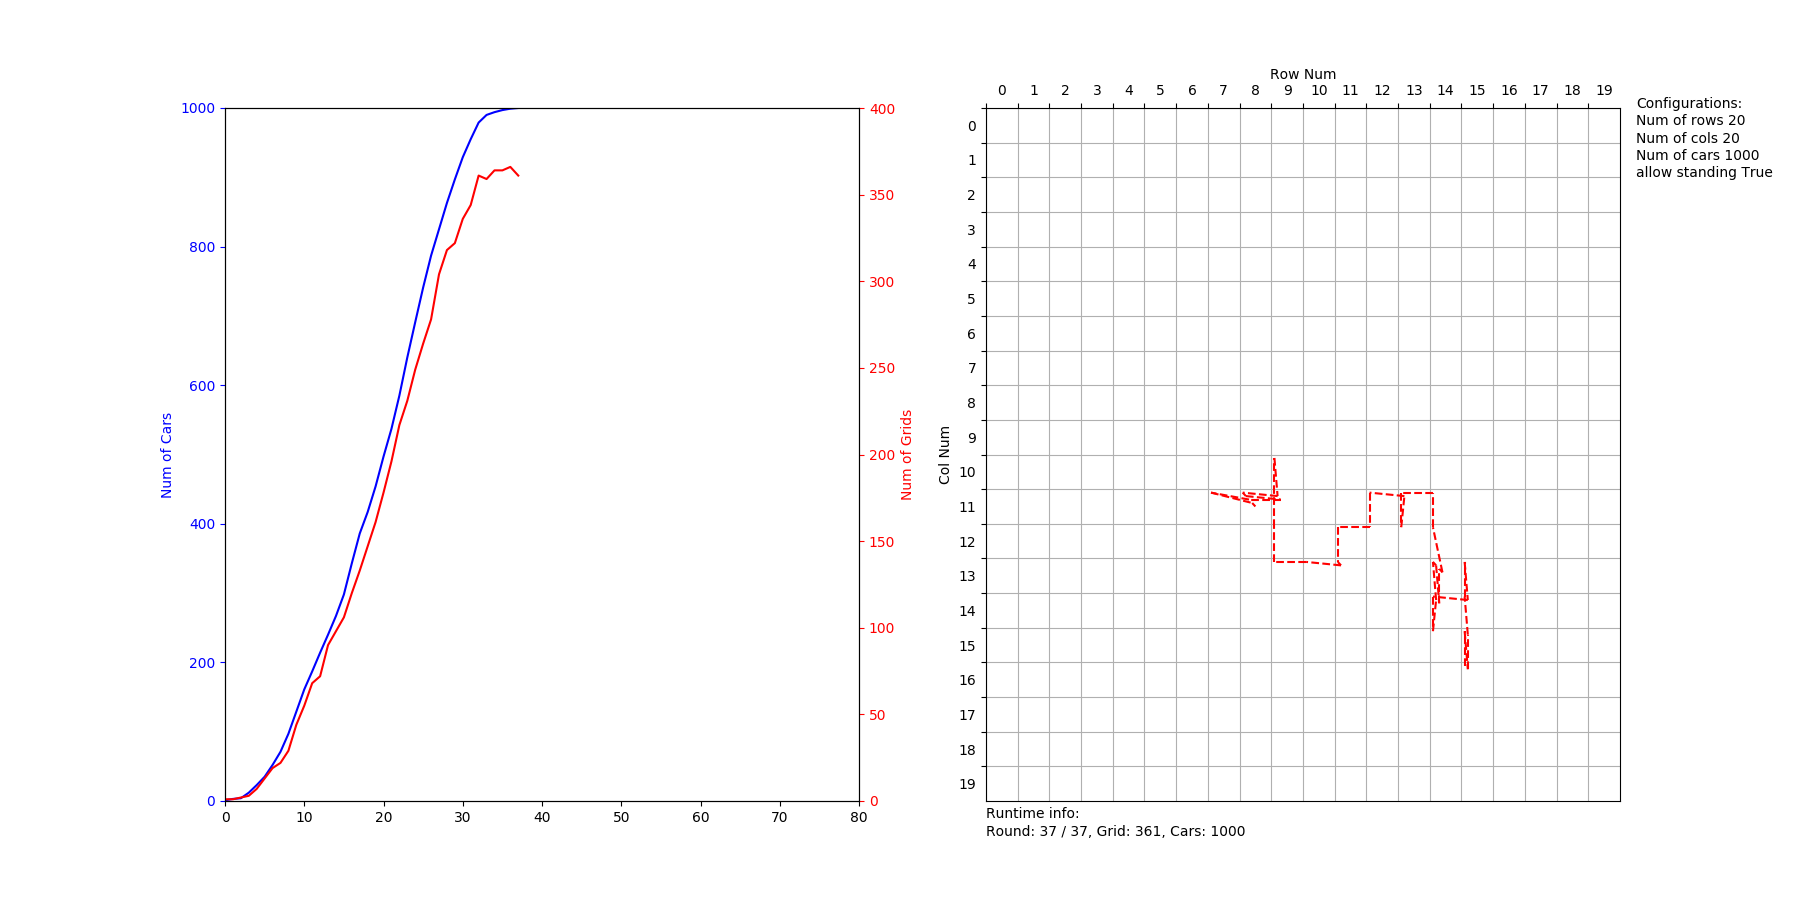 Row Num
0 1 2 3 4 5 6 7 8 9 10 11 12 13 14 15 16 17 18 19
Configurations:
Num of rows 20
Num of cols 20
Num of cars 1000
allow standing True
1000
800
600
400
200
0
Num of Cars
400
350
300
250
200
150
100
50
0
Num of Grids
0 10 20 30 40 50 60 70 80
Col Num
0
1
2
3
4
5
6
7
8
9
10
11
12
13
14
15
16
17
18
19
Runtime info:
Round: 37 / 37, Grid: 361, Cars: 1000